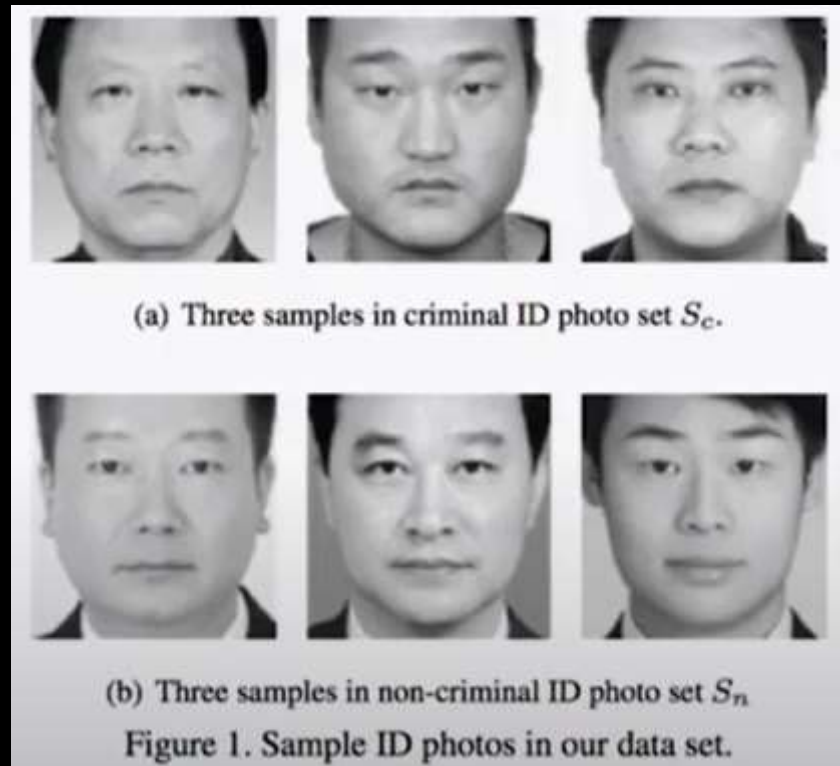 (a) Three samples in criminal ID photo set Sc.
(b) Three samples in non-criminal ID photo set Sn
Figure 1. Sample ID photos in our data set.